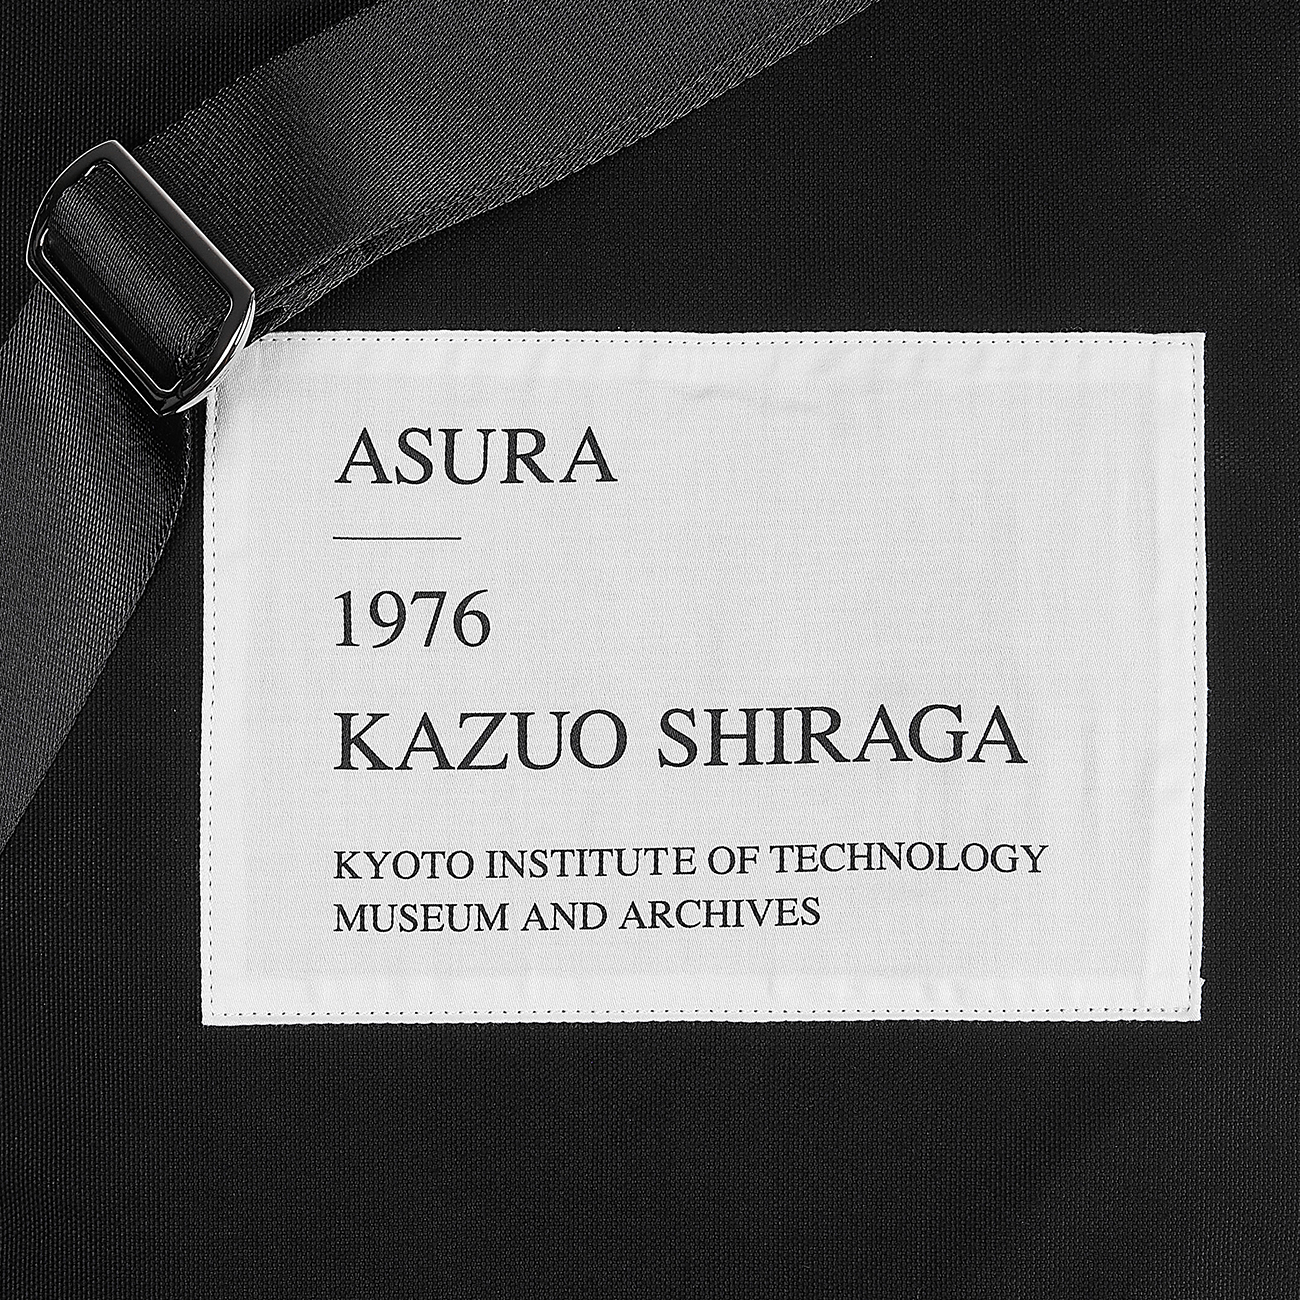 ASURA
1976
KAZUO SHIRAGA
KYOTO INSTITUTE OF TECHNOLOGY
MUSEUM AND ARCHIVES